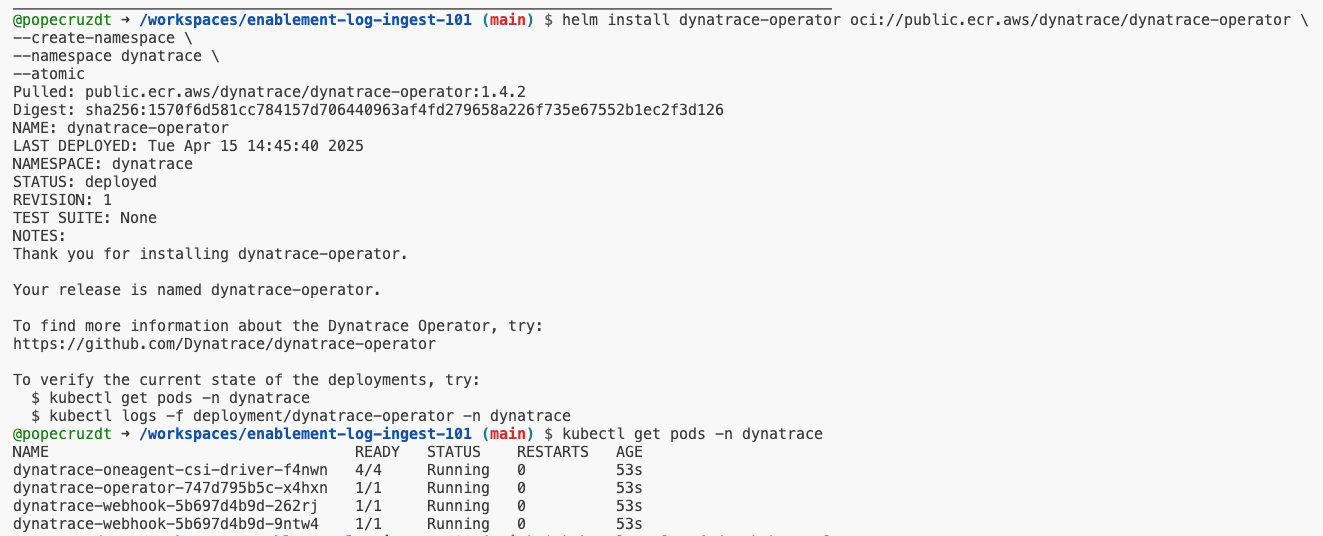 @popecruzdt → /workspaces/enablement-log-ingest-101 (main) $ helm install dynatrace-operator oci://public.ecr.aws/dynatrace/dynatrace-operator \
--create-namespace \
--namespace dynatrace \
--atomic
Pulled: public.ecr.aws/dynatrace/dynatrace-operator:1.4.2
Digest: sha256:1570f6d581cc784157d706440963af4fd279658a226f735e67552b1ec2f3d126
NAME: dynatrace-operator
LAST DEPLOYED: Tue Apr 15 14:45:40 2025
NAMESPACE: dynatrace
STATUS: deployed
REVISION: 1
TEST SUITE: None
NOTES:
Thank you for installing dynatrace-operator.
Your release is named dynatrace-operator.
To find more information about the Dynatrace Operator, try:
https://github.com/Dynatrace/dynatrace-operator
To verify the current state of the deployments, try:
$ kubectl get pods -n dynatrace
$ kubectl logs -f deployment/dynatrace-operator -n dynatrace
@popecruzdt → /workspaces/enablement-log-ingest-101 (main) $ kubectl get pods -n dynatrace
NAME READY STATUS RESTARTS AGE
dynatrace-oneagent-csi-driver-f4nwn 4/4 Running 0 53s
dynatrace-operator-747d795b5c-x4hxn 1/1 Running 0 53s
dynatrace-webhook-5b697d4b9d-262rj 1/1 Running 0 53s
dynatrace-webhook-5b697d4b9d-9ntw4 1/1 Running 0 53s